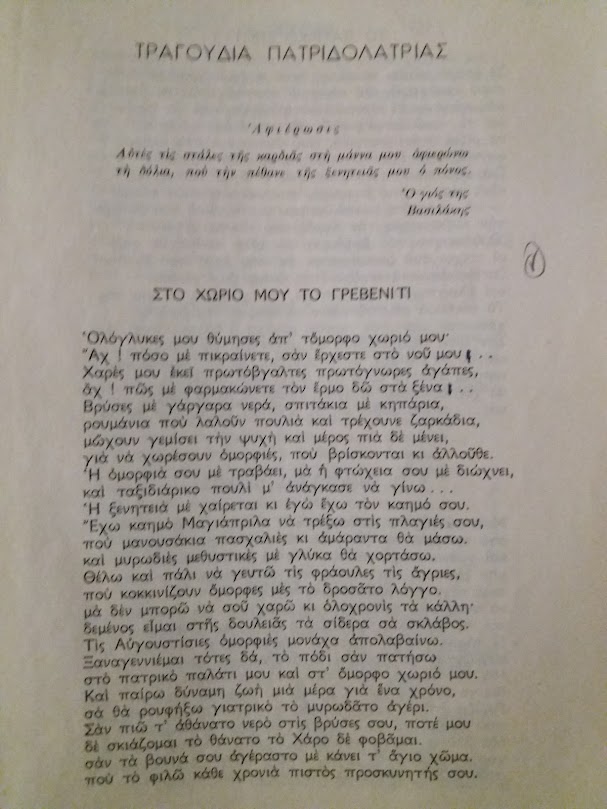 ΤΡΑΓΟΥΔΙΑ ΠΑΤΡΙΔΟΛΑΤΡΙΑΣ
Ἀφιέρωσις
Αὐτὲς τὶς στάλες τῆς καρδιᾶς στὴ μάννα μου ἀφιερώνω
τὴ δόλια, ποὺ τὴν πέθανε τῆς ξενητειᾶς μου ὁ πόνος.
Ὁ γυιός της
Βασιλάκης
ΣΤΟ ΧΩΡΙΟ ΜΟΥ ΤΟ ΓΡΕΒΕΝΙΤΙ
Ὁλόγλυκες μου θύμησες ἀπ' τὄμορφο χωριό μου·
Ἄχ ! πόσο μὲ πικραίνετε, σὰν ἔρχεστε στὸ νοῦ μου . . .
Χαρές μου ἐκεῖ πρωτόβγαλτες πρωτόγνωρες ἀγάπες,
ἄχ ! πῶς μὲ φαρμακώνετε τὸν ἔρμο δῶ στὰ ξένα . . .
Βρύσες μὲ γάργαρα νερά, σπιτάκια μὲ κηπάρια,
ρουμάνια ποὺ λαλοῦν πουλιὰ καὶ τρέχουνε ζαρκάδια,
μὤχουν γεμίσει τὴν ψυχὴ καὶ μέρος πιὰ δὲ μένει,
γιὰ νὰ χωρέσουν ὀμορφιές, ποὺ βρίσκονται κι ἀλλοῦθε.
Ἡ ὀμορφιά σου μὲ τραβάει, μὰ ἡ φτώχεια σου μὲ διώχνει,
καὶ ταξιδιάρικο πουλὶ μ' ἀνάγκασε νὰ γίνω . . .
Ἡ ξενητειὰ μὲ χαίρεται κι ἐγὼ ἔχω τὸν καημό σου.
Ἔχω καημὸ Μαγιάπριλα νὰ τρέξω στὶς πλαγιές σου,
ποὺ μανουσάκια πασχαλιὲς κι ἀμάραντα θὰ μάσω.
καὶ μυρωδιὲς μεθυστικές μὲ γλύκα θὰ χορτάσω.
Θέλω καὶ πάλι νὰ γευτῶ τὶς φράουλες τὶς ἄγριες,
ποὺ κοκκινίζουν ὄμορφες μὲς τὸ δροσᾶτο λόγγο.
μὰ δὲν μπορῶ νὰ σοῦ χαρῶ κι ὁλοχρονὶς τὰ κάλλη·
δεμένος εἶμαι στῆς δουλειᾶς τὰ σίδερα σὰ σκλάβος.
Τὶς Αὐγουστίσιες ὀμορφιὲς μονάχα ἀπολαβαίνω.
Ξαναγεννιέμαι τότες δά, τὸ πόδι σὰν πατήσω
στὸ πατρικὸ παλάτι μου καὶ στ' ὄμορφο χωριό μου.
Καὶ παίρω δύναμη ζωὴ μιὰ μέρα γιὰ ἕνα χρόνο,
σὰ θὰ ρουφήξω γιατρικὸ τὸ μυρωδᾶτο ἀγέρι.
Σὰν πιῶ τ' ἀθάνατο νερὸ στὶς βρύσες σου, ποτέ μου
δὲ σκιάζομαι τὸ θάνατο τὸ Χάρο δὲ φοβᾶμαι.
σὰν τὰ βουνά σου ἀγέραστο μὲ κάνει τ' ἅγιο χῶμα.
ποὺ τὸ φιλῶ κάθε χρονιὰ πιστὸς προσκυνητής σου.